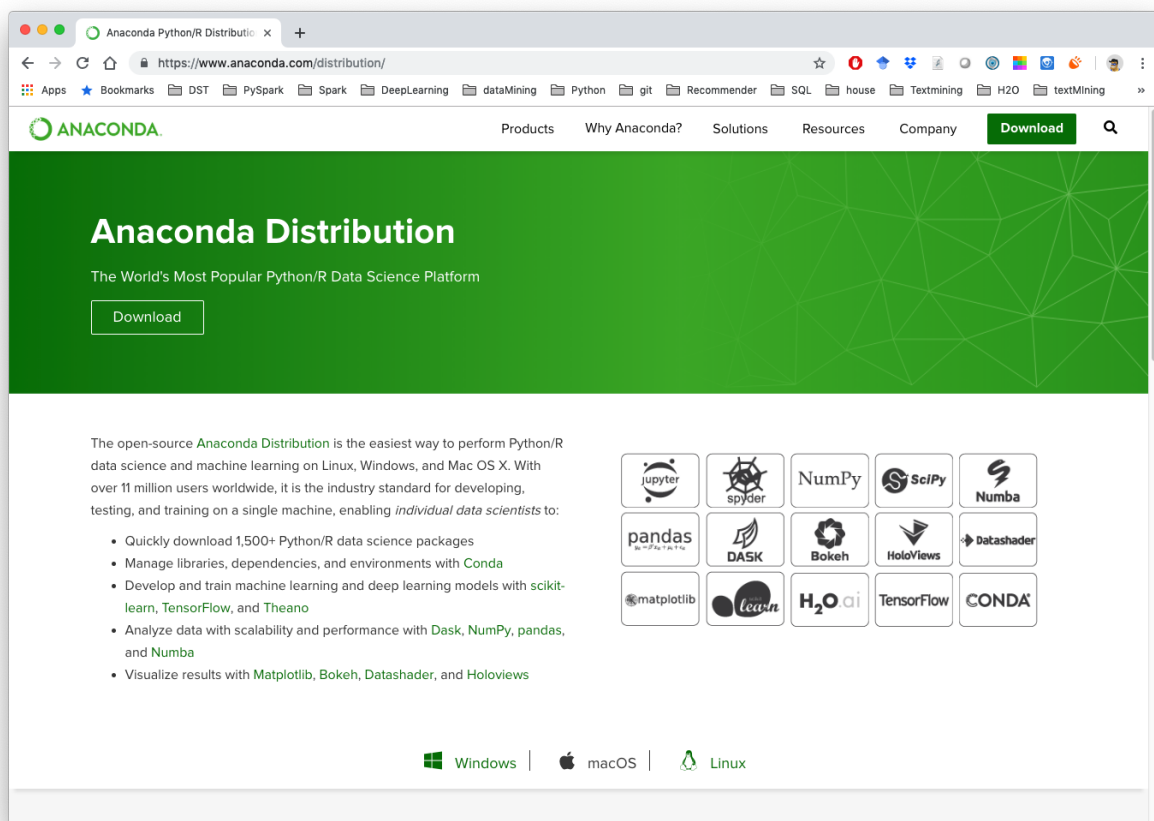 Anaconda Python/R Distributio
https://www.anaconda.com/distribution/
Apps Bookmarks DST PySpark Spark DeepLearning dataMining Python git Recommender SQL house Textmining H2O textMIning »
ANACONDA. Products Why Anaconda? Solutions Resources Company Download
Anaconda Distribution
The World's Most Popular Python/R Data Science Platform
Download
The open-source Anaconda Distribution is the easiest way to perform Python/R
data science and machine learning on Linux, Windows, and Mac OS X. With
over 11 million users worldwide, it is the industry standard for developing,
testing, and training on a single machine, enabling individual data scientists to:
• Quickly download 1,500+ Python/R data science packages
• Manage libraries, dependencies, and environments with Conda
• Develop and train machine learning and deep learning models with scikit-
learn, TensorFlow, and Theano
• Analyze data with scalability and performance with Dask, NumPy, pandas,
and Numba
• Visualize results with Matplotlib, Bokeh, Datashader, and Holoviews
jupyter spyder NumPy SciPy Numba
pandas DASK Bokeh HoloViews Datashader
matplotlib scikit learn H2O.ai TensorFlow CONDA
Windows macOS Linux